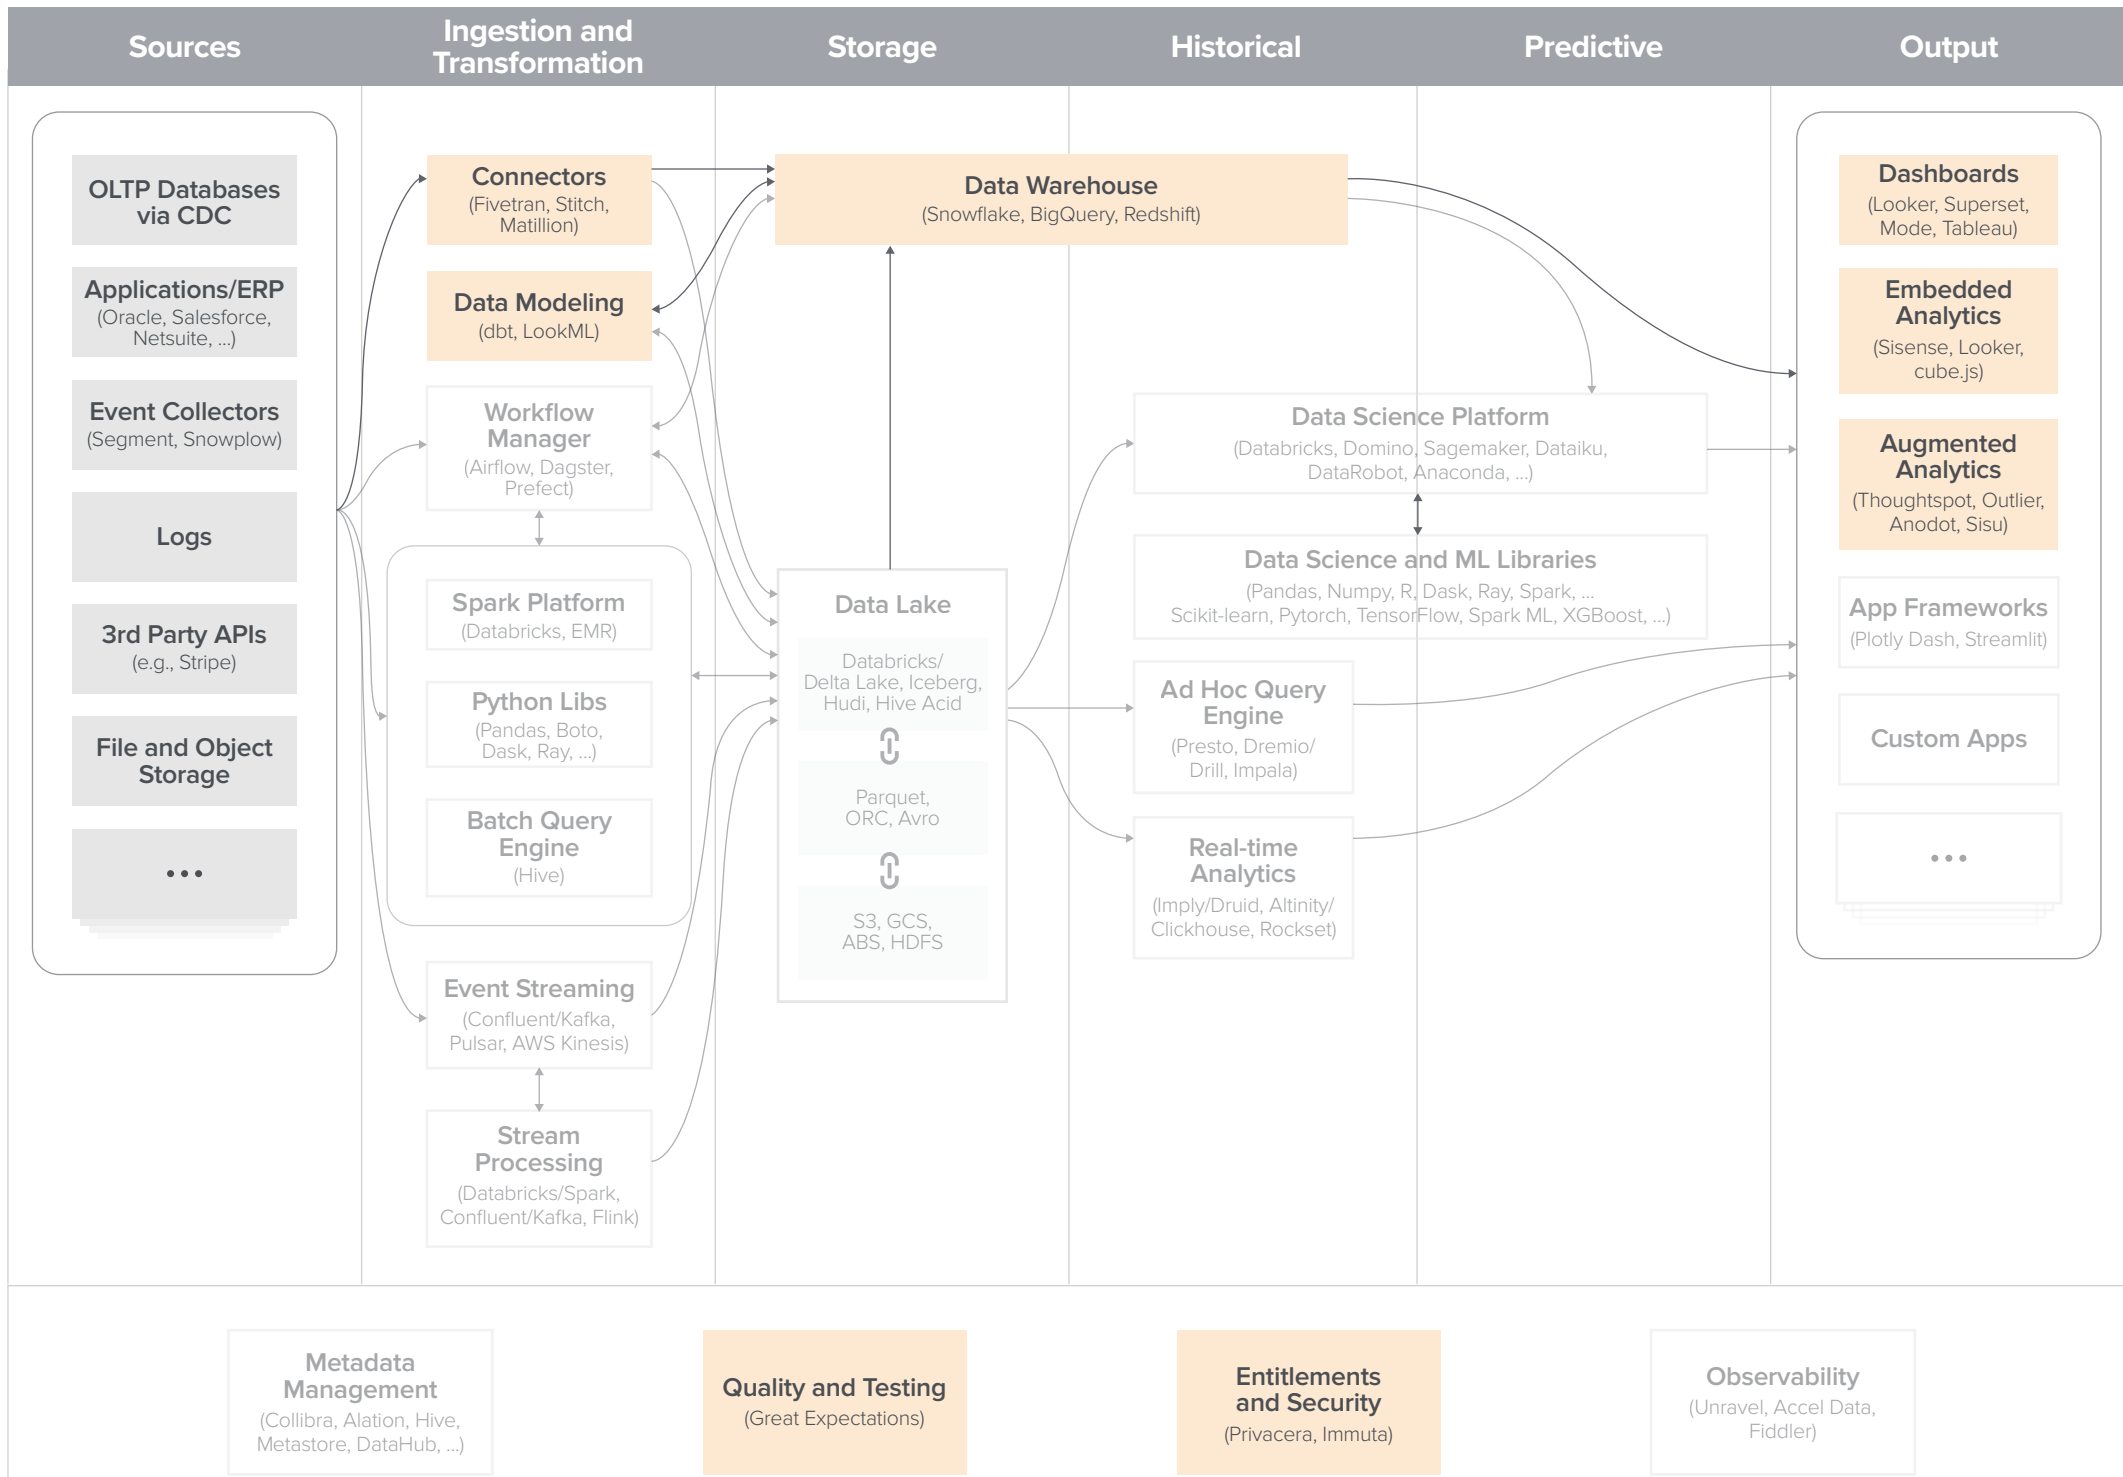 Sources
Ingestion and
Transformation
Storage
Historical
Predictive
Output
OLTP Databases
via CDC
Applications/ERP
(Oracle, Salesforce,
Netsuite, ...)
Event Collectors
(Segment, Snowplow)
Logs
3rd Party APIs
(e.g., Stripe)
File and Object
Storage
...
Connectors
(Fivetran, Stitch,
Matillion)
Data Modeling
(dbt, LookML)
Workflow
Manager
(Airflow, Dagster,
Prefect)
Spark Platform
(Databricks, EMR)
Python Libs
(Pandas, Boto,
Dask, Ray, ...)
Batch Query
Engine
(Hive)
Event Streaming
(Confluent/Kafka,
Pulsar, AWS Kinesis)
Stream
Processing
(Databricks/Spark,
Confluent/Kafka, Flink)
Data Warehouse
(Snowflake, BigQuery, Redshift)
Data Lake
Databricks/
Delta Lake, Iceberg,
Hudi, Hive Acid
Parquet,
ORC, Avro
S3, GCS,
ABS, HDFS
Data Science Platform
(Databricks, Domino, Sagemaker, Dataiku,
DataRobot, Anaconda, ...)
Data Science and ML Libraries
(Pandas, Numpy, R, Dask, Ray, Spark, ...
Scikit-learn, Pytorch, TensorFlow, Spark ML, XGBoost, ...)
Ad Hoc Query
Engine
(Presto, Dremio/
Drill, Impala)
Real-time
Analytics
(Imply/Druid, Altinity/
Clickhouse, Rockset)
Dashboards
(Looker, Superset,
Mode, Tableau)
Embedded
Analytics
(Sisense, Looker,
cube.js)
Augmented
Analytics
(Thoughtspot, Outlier,
Anodot, Sisu)
App Frameworks
(Plotly Dash, Streamlit)
Custom Apps
...
Metadata
Management
(Collibra, Alation, Hive,
Metastore, DataHub, ...)
Quality and Testing
(Great Expectations)
Entitlements
and Security
(Privacera, Immuta)
Observability
(Unravel, Accel Data,
Fiddler)